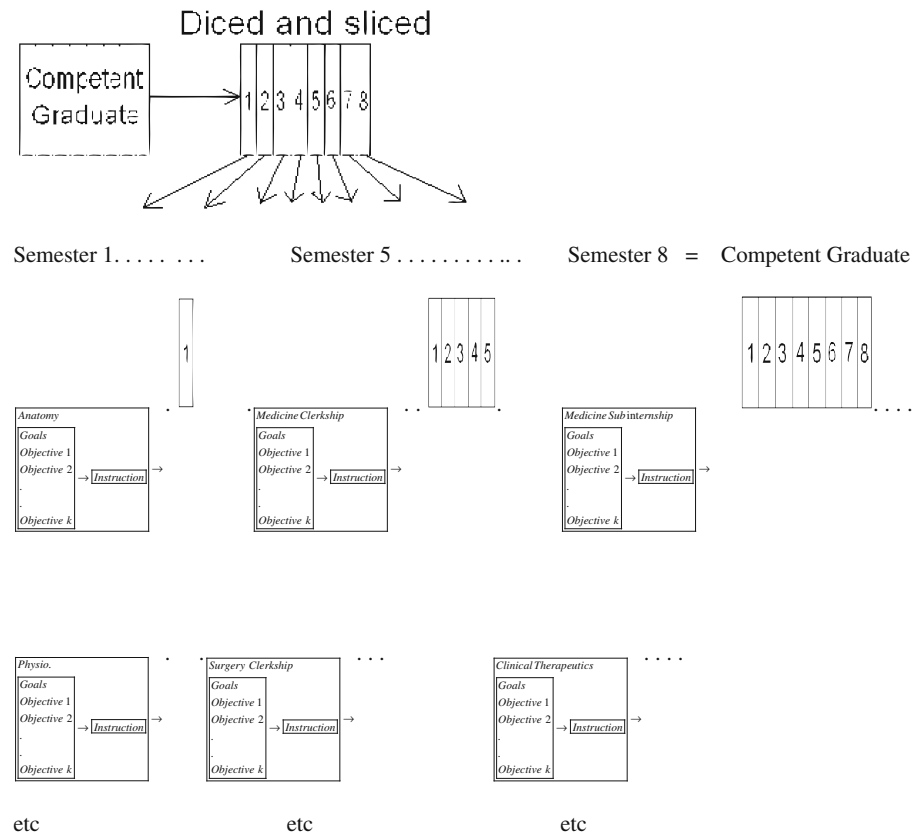 Diced and sliced
Competent
Graduate
1 2 3 4 5 6 7 8
Semester 1. . . . . . . . Semester 5 . . . . . . . . . . . . Semester 8 = Competent Graduate
1
1 2 3 4 5
1 2 3 4 5 6 7 8
Anatomy
Goals
Objective 1
Objective 2
.
.
Objective k
→ Instruction →
. .
Medicine Clerkship
Goals
Objective 1
Objective 2
.
.
Objective k
→ Instruction →
. . .
Medicine Subinternship
Goals
Objective 1
Objective 2
.
.
Objective k
→ Instruction →
. . . .
Physio.
Goals
Objective 1
Objective 2
.
.
Objective k
→ Instruction →
. .
Surgery Clerkship
Goals
Objective 1
Objective 2
.
.
Objective k
→ Instruction →
. . .
Clinical Therapeutics
Goals
Objective 1
Objective 2
.
.
Objective k
→ Instruction →
. . . .
etc etc etc